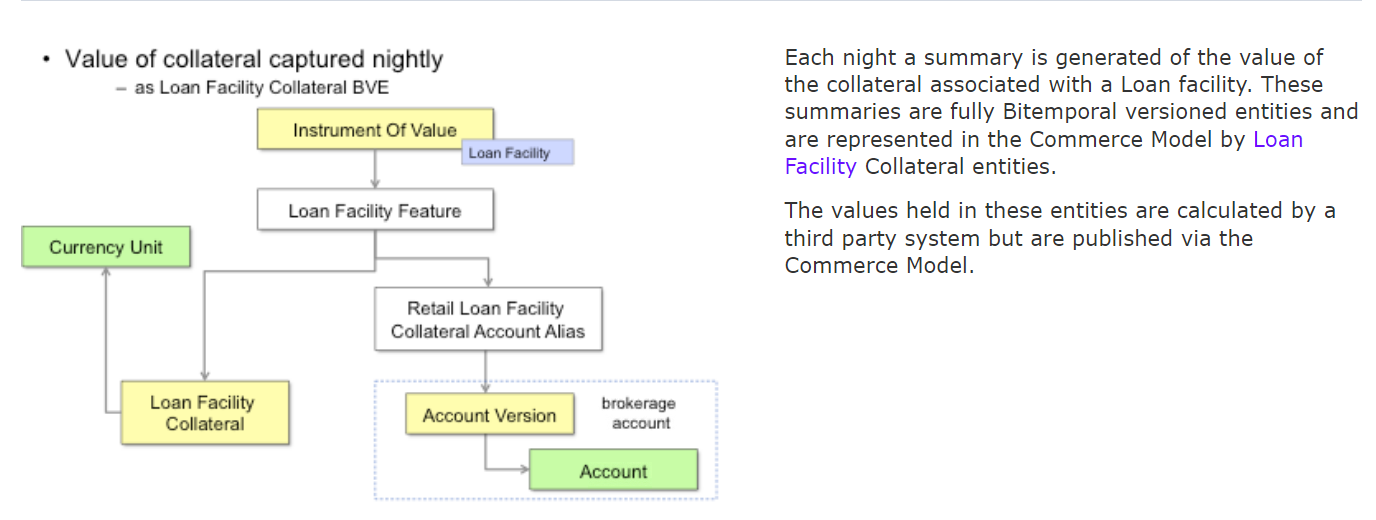 • Value of collateral captured nightly
– as Loan Facility Collateral BVE
Instrument Of Value
Loan Facility
Loan Facility Feature
Currency Unit
Retail Loan Facility
Collateral Account Alias
Loan Facility
Collateral
Account Version
brokerage
account
Account
Each night a summary is generated of the value of
the collateral associated with a Loan facility. These
summaries are fully Bitemporal versioned entities and
are represented in the Commerce Model by Loan
Facility Collateral entities.
The values held in these entities are calculated by a
third party system but are published via the
Commerce Model.